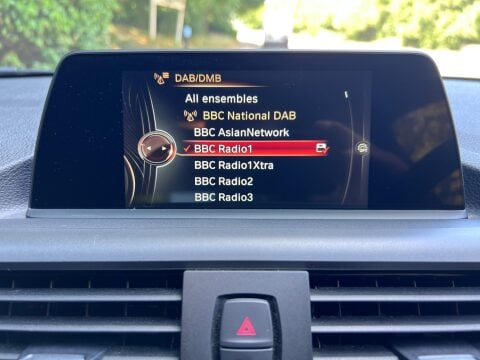 DAB/DMB
All ensembles
BBC National DAB
BBC AsianNetwork
BBC Radio1
BBC Radio1Xtra
BBC Radio2
BBC Radio3